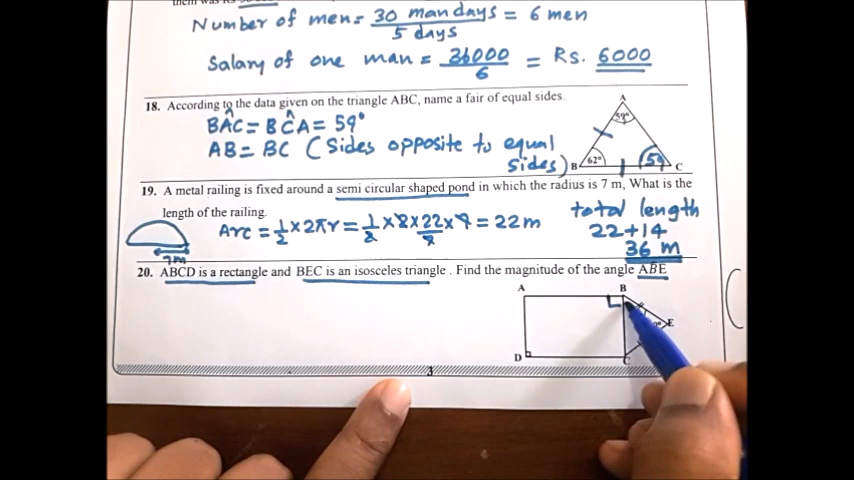 Number of men = 30 man days / 5 days = 6 men
Salary of one man = 36000 / 6 = Rs. 6000
18. According to the data given on the triangle ABC, name a fair of equal sides.
BÂC = BĈA = 59°
AB = BC ( Sides opposite to equal sides )
A
59°
B
62°
59
C
19. A metal railing is fixed around a semi circular shaped pond in which the radius is 7 m, What is the
length of the railing.
Arc = 1/2 × 2πr = 1/2 × 2 × 22/7 × 7 = 22 m
7m
total length
22+14
36 m
20. ABCD is a rectangle and BEC is an isosceles triangle . Find the magnitude of the angle ABE
A
B
E
D
C
3